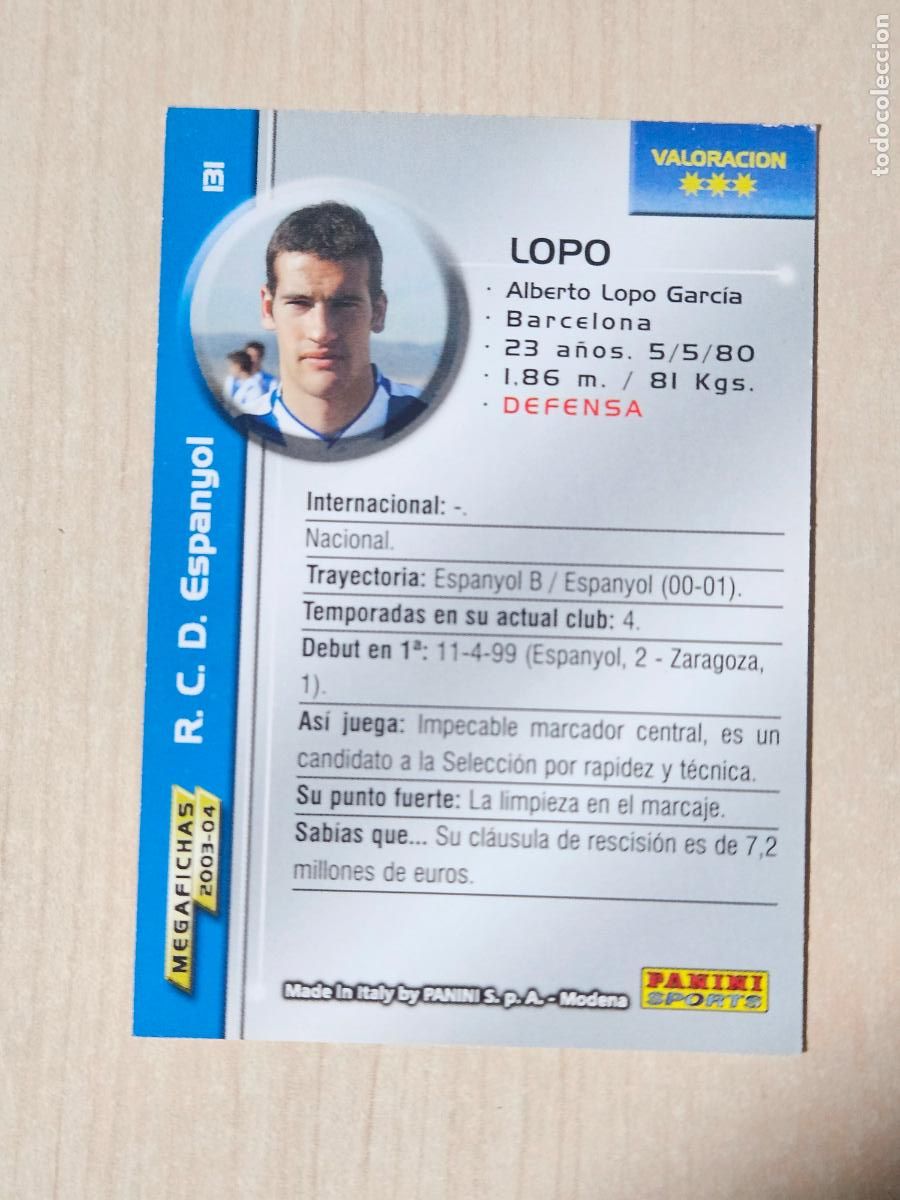 131
R. C. D. Espanyol
MEGAFICHAS
2003-04
VALORACION
LOPO
· Alberto Lopo García
· Barcelona
· 23 años. 5/5/80
· 1.86 m. / 81 Kgs.
· DEFENSA
Internacional: -.
Nacional.
Trayectoria: Espanyol B / Espanyol (00-01).
Temporadas en su actual club: 4.
Debut en 1ª: 11-4-99 (Espanyol, 2 - Zaragoza,
1).
Así juega: Impecable marcador central, es un
candidato a la Selección por rapidez y técnica.
Su punto fuerte: La limpieza en el marcaje.
Sabías que... Su cláusula de rescisión es de 7,2
millones de euros.
Made in Italy by PANINI S. p. A. - Modena
PANINI
SPORTS
todocoleccion